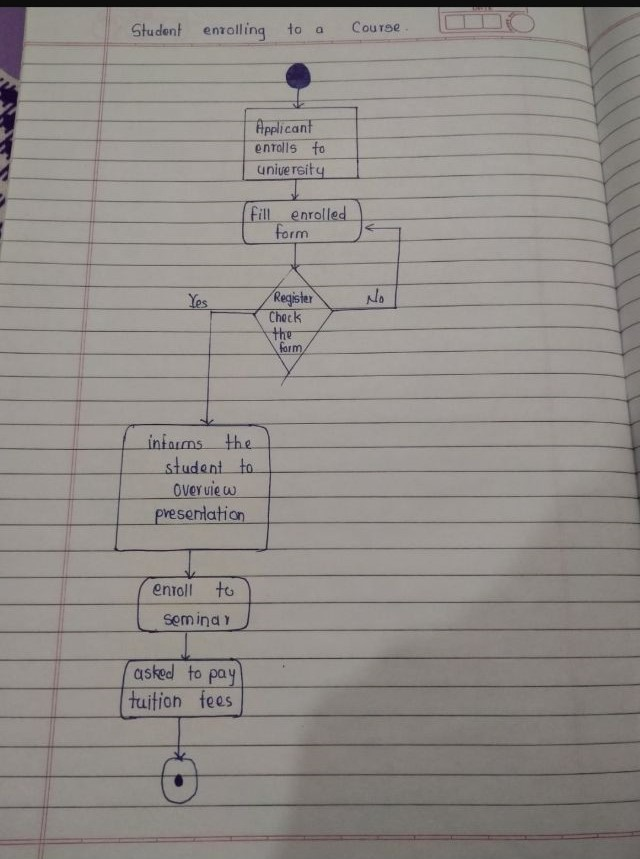 Student enrolling to a Course.
DATE
Applicant
enrolls to
university
fill enrolled
form
Yes
Register
No
Check
the
form
informs the
student to
overview
presentation
enroll to
seminar
asked to pay
tuition fees